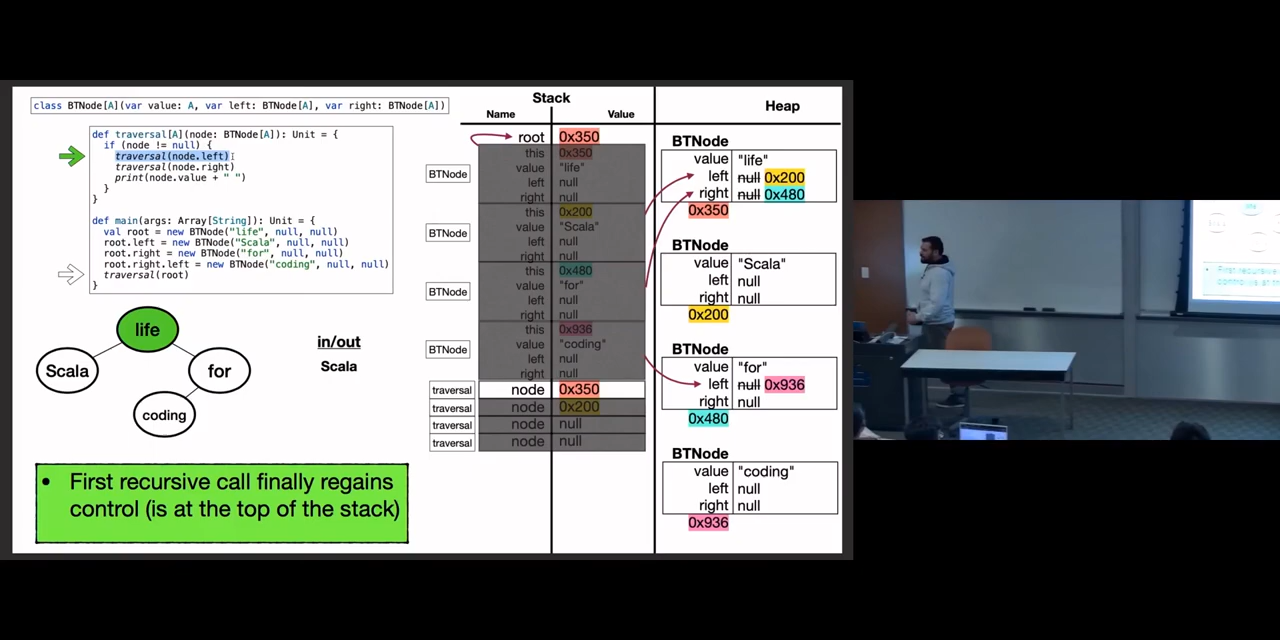 class BTNode[A](var value: A, var left: BTNode[A], var right: BTNode[A])
def traversal[A](node: BTNode[A]): Unit = {
if (node != null) {
traversal(node.left)
traversal(node.right)
print(node.value + " ")
}
}
def main(args: Array[String]): Unit = {
val root = new BTNode("life", null, null)
root.left = new BTNode("Scala", null, null)
root.right = new BTNode("for", null, null)
root.right.left = new BTNode("coding", null, null)
traversal(root)
}
life
Scala
for
coding
in/out
Scala
• First recursive call finally regains
control (is at the top of the stack)
Stack
Name Value
root 0x350
BTNode
this 0x350
value "life"
left null
right null
BTNode
this 0x200
value "Scala"
left null
right null
BTNode
this 0x480
value "for"
left null
right null
BTNode
this 0x936
value "coding"
left null
right null
traversal node 0x350
traversal node 0x200
traversal node null
traversal node null
Heap
BTNode
value "life"
left null 0x200
right null 0x480
0x350
BTNode
value "Scala"
left null
right null
0x200
BTNode
value "for"
left null 0x936
right null
0x480
BTNode
value "coding"
left null
right null
0x936